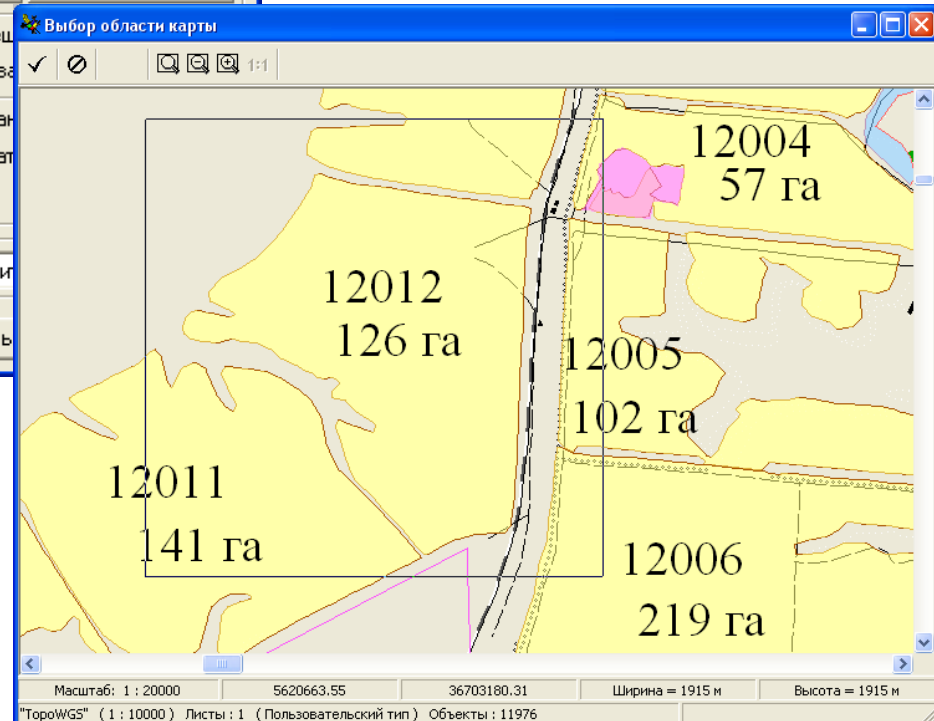 Выбор области карты
1:1
12004
57 га
12012
126 га
12005
102 га
12011
141 га
12006
219 га
Масштаб: 1 : 20000 5620663.55 36703180.31 Ширина = 1915 м Высота = 1915 м
"TopoWGS" ( 1 : 10000 ) Листы : 1 ( Пользовательский тип ) Объекты : 11976